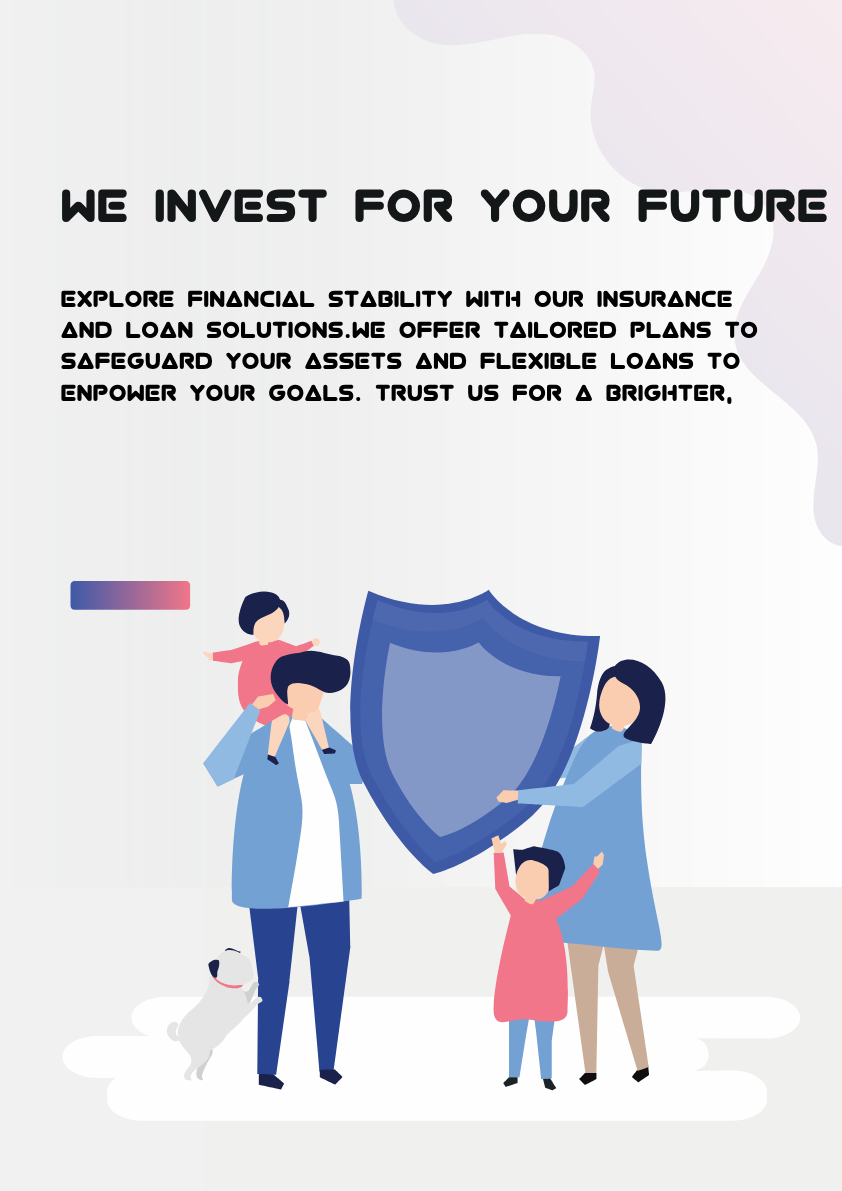 WE INVEST FOR YOUR FUTURE
EXPLORE FINANCIAL STABILITY WITH OUR INSURANCE
AND LOAN SOLUTIONS.WE OFFER TAILORED PLANS TO
SAFEGUARD YOUR ASSETS AND FLEXIBLE LOANS TO
ENPOWER YOUR GOALS. TRUST US FOR A BRIGHTER,